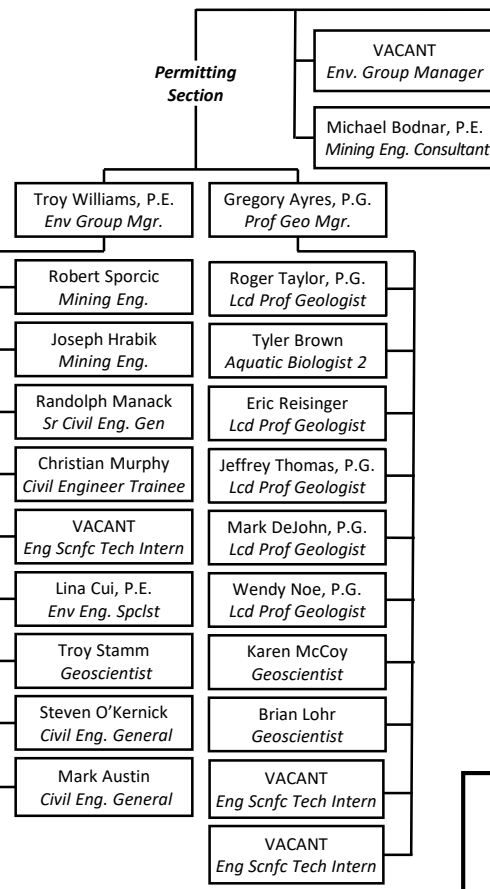 Permitting
Section
VACANT
Env. Group Manager
Michael Bodnar, P.E.
Mining Eng. Consultant
Troy Williams, P.E.
Env Group Mgr.
Robert Sporcic
Mining Eng.
Joseph Hrabik
Mining Eng.
Randolph Manack
Sr Civil Eng. Gen
Christian Murphy
Civil Engineer Trainee
VACANT
Eng Scnfc Tech Intern
Lina Cui, P.E.
Env Eng. Spclst
Troy Stamm
Geoscientist
Steven O’Kernick
Civil Eng. General
Mark Austin
Civil Eng. General
Gregory Ayres, P.G.
Prof Geo Mgr.
Roger Taylor, P.G.
Lcd Prof Geologist
Tyler Brown
Aquatic Biologist 2
Eric Reisinger
Lcd Prof Geologist
Jeffrey Thomas, P.G.
Lcd Prof Geologist
Mark DeJohn, P.G.
Lcd Prof Geologist
Wendy Noe, P.G.
Lcd Prof Geologist
Karen McCoy
Geoscientist
Brian Lohr
Geoscientist
VACANT
Eng Scnfc Tech Intern
VACANT
Eng Scnfc Tech Intern